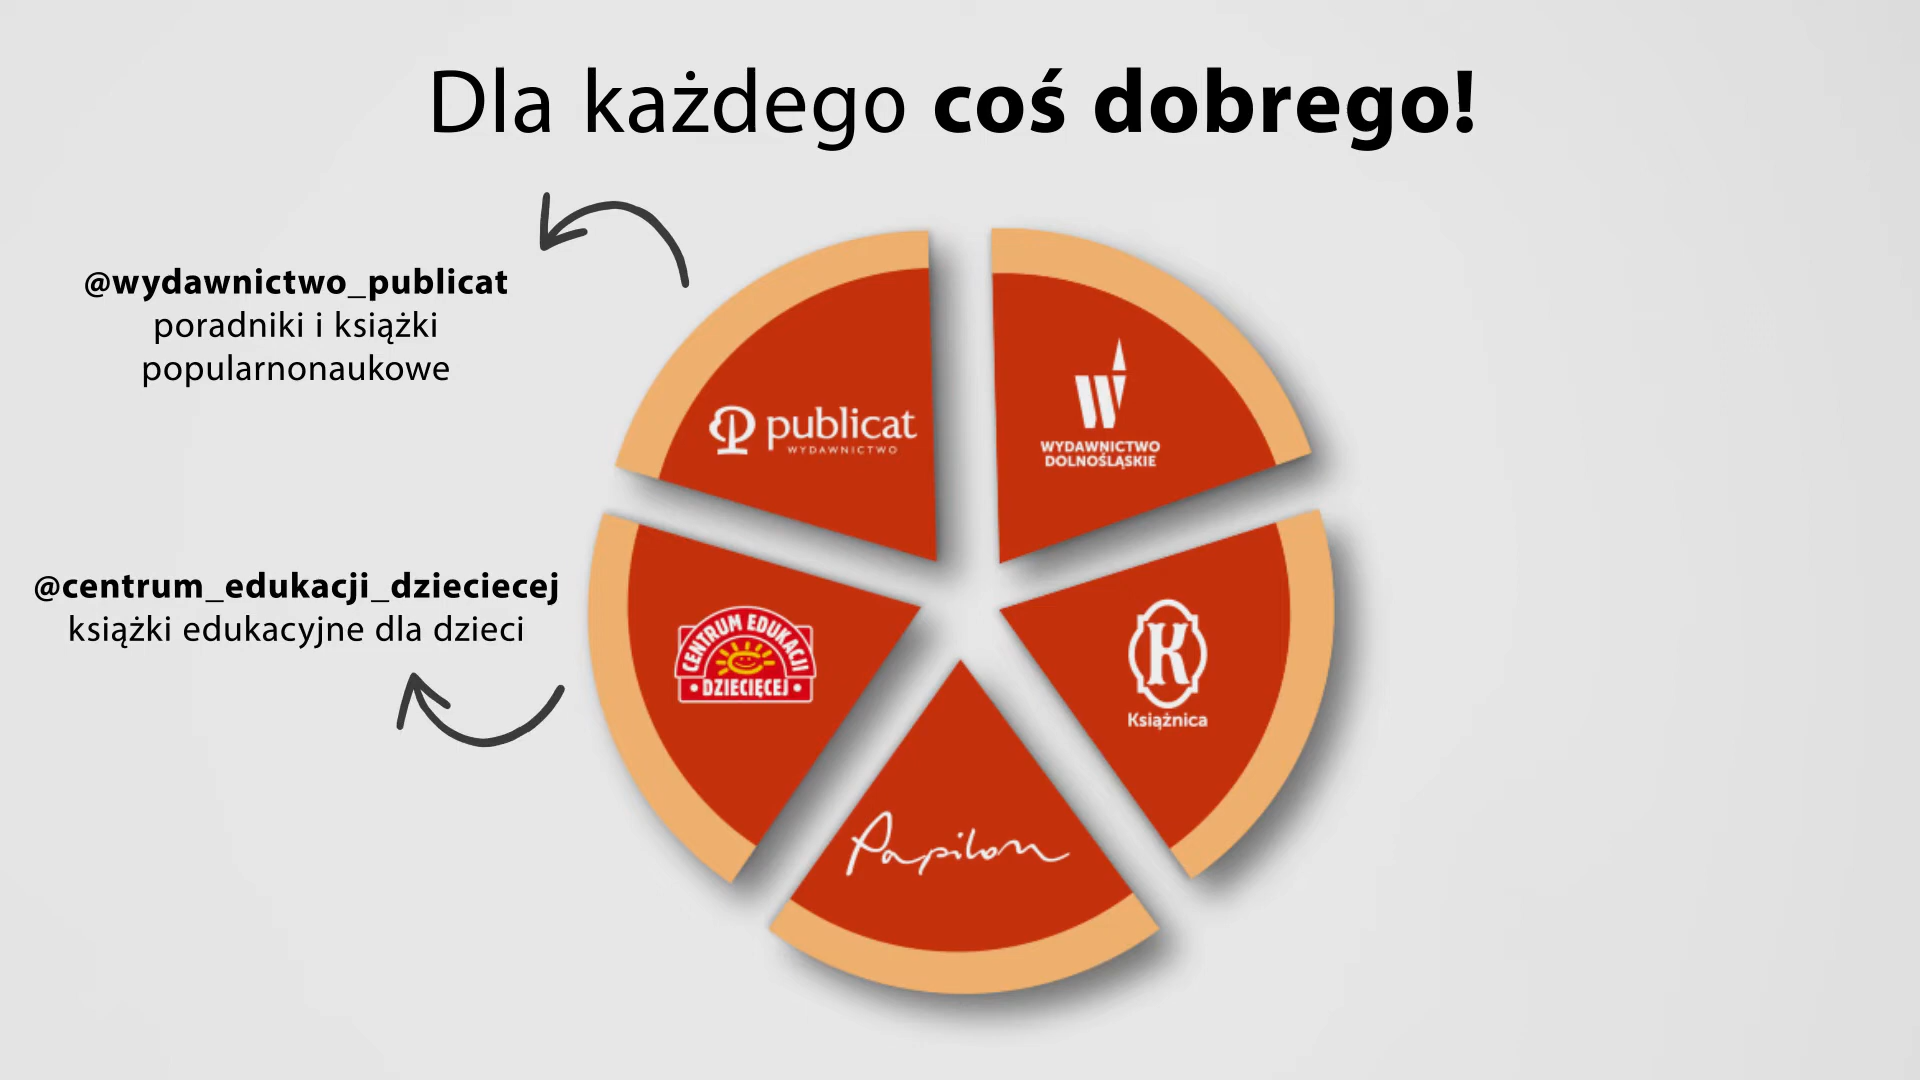 Dla każdego coś dobrego!
@wydawnictwo_publicat
poradniki i książki
popularnonaukowe
publicat
WYDAWNICTWO
WYDAWNICTWO
DOLNOŚLĄSKIE
@centrum_edukacji_dzieciecej
książki edukacyjne dla dzieci
CENTRUM EDUKACJI
• DZIECIĘCEJ •
K
Książnica
Papilon